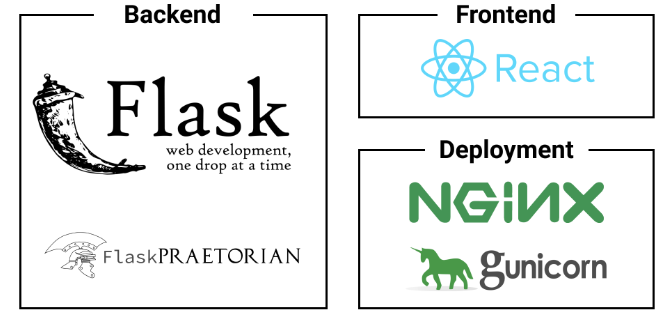 Backend
Flask
web development,
one drop at a time
FlaskPRAETORIAN
Frontend
React
Deployment
NGiNX
gunicorn